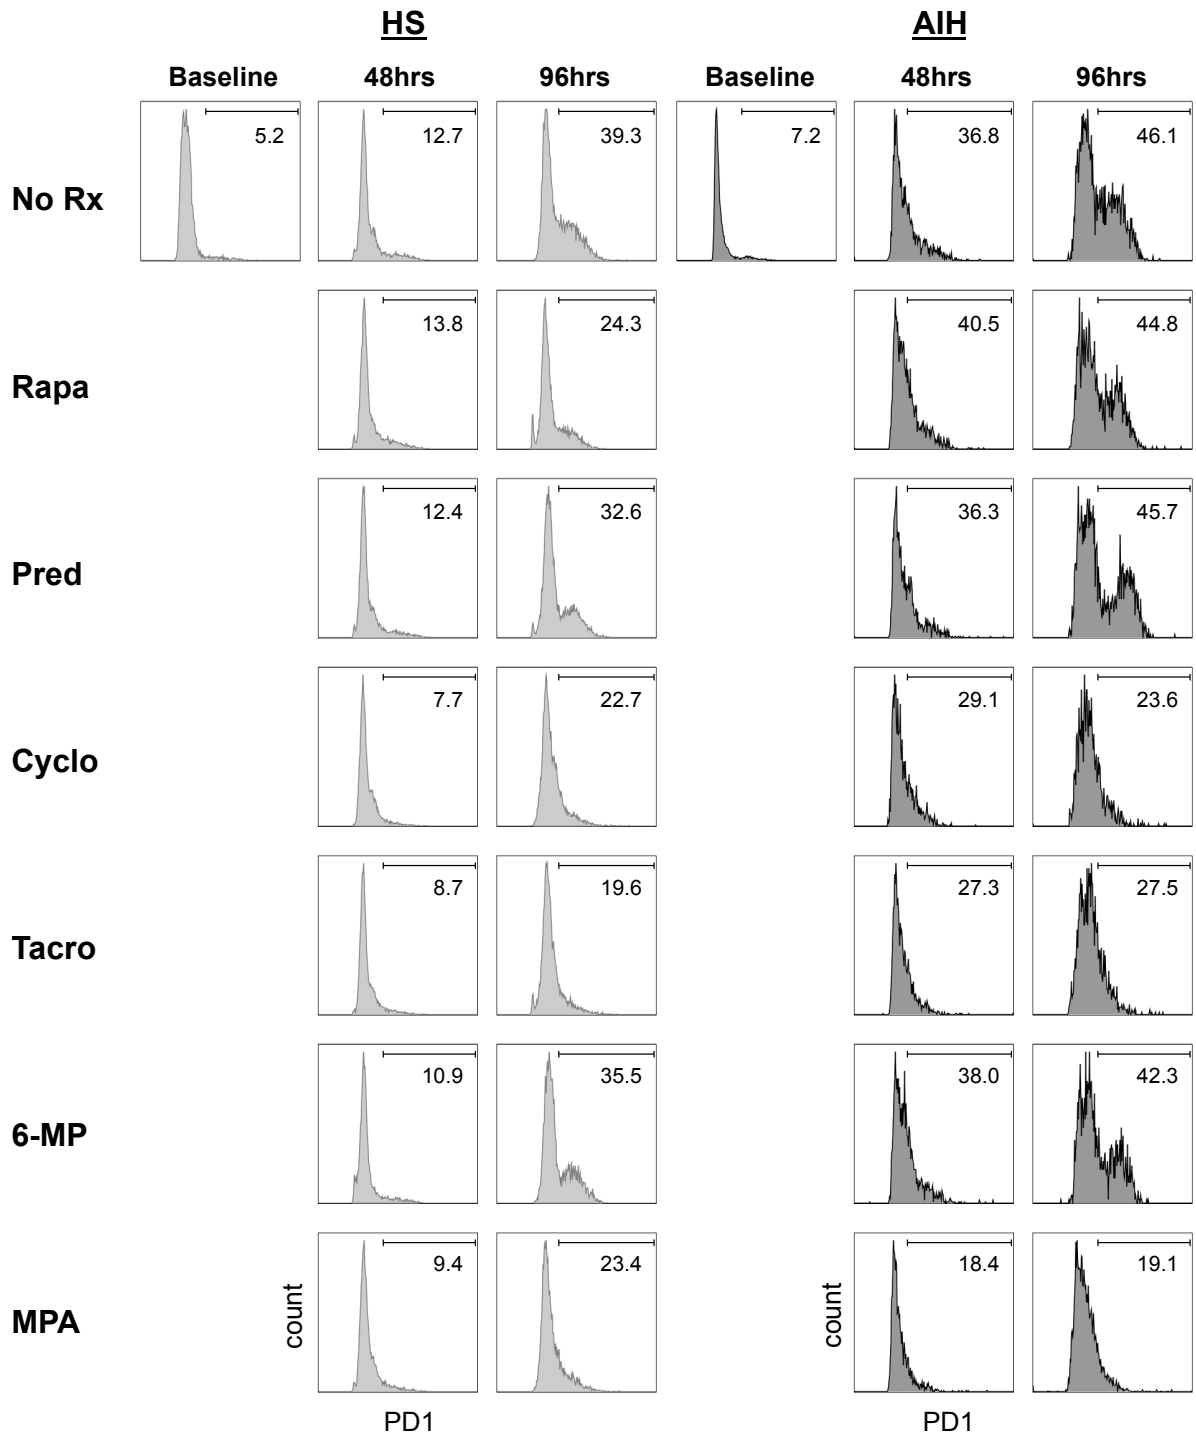 HS AIH
Baseline 48hrs 96hrs Baseline 48hrs 96hrs
No Rx 5.2 12.7 39.3 7.2 36.8 46.1
Rapa 13.8 24.3 40.5 44.8
Pred 12.4 32.6 36.3 45.7
Cyclo 7.7 22.7 29.1 23.6
Tacro 8.7 19.6 27.3 27.5
6-MP 10.9 35.5 38.0 42.3
MPA count 9.4 23.4 count 18.4 19.1
PD1 PD1